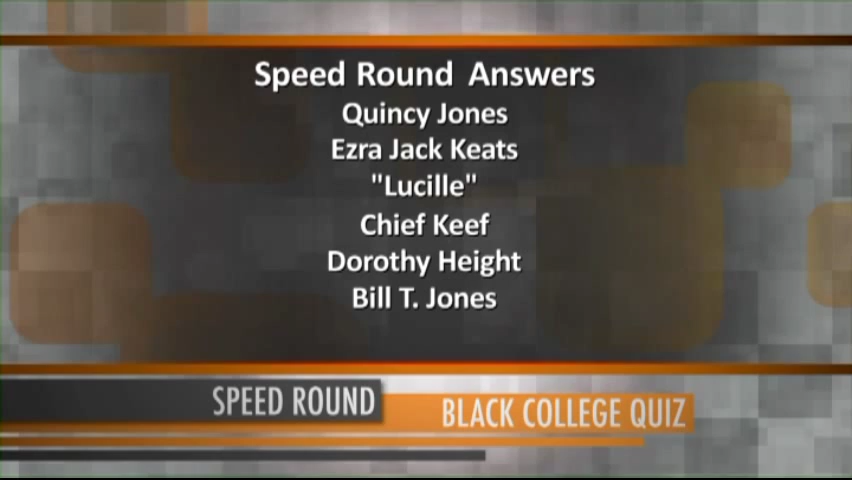 Speed Round Answers
Quincy Jones
Ezra Jack Keats
"Lucille"
Chief Keef
Dorothy Height
Bill T. Jones
SPEED ROUND
BLACK COLLEGE QUIZ